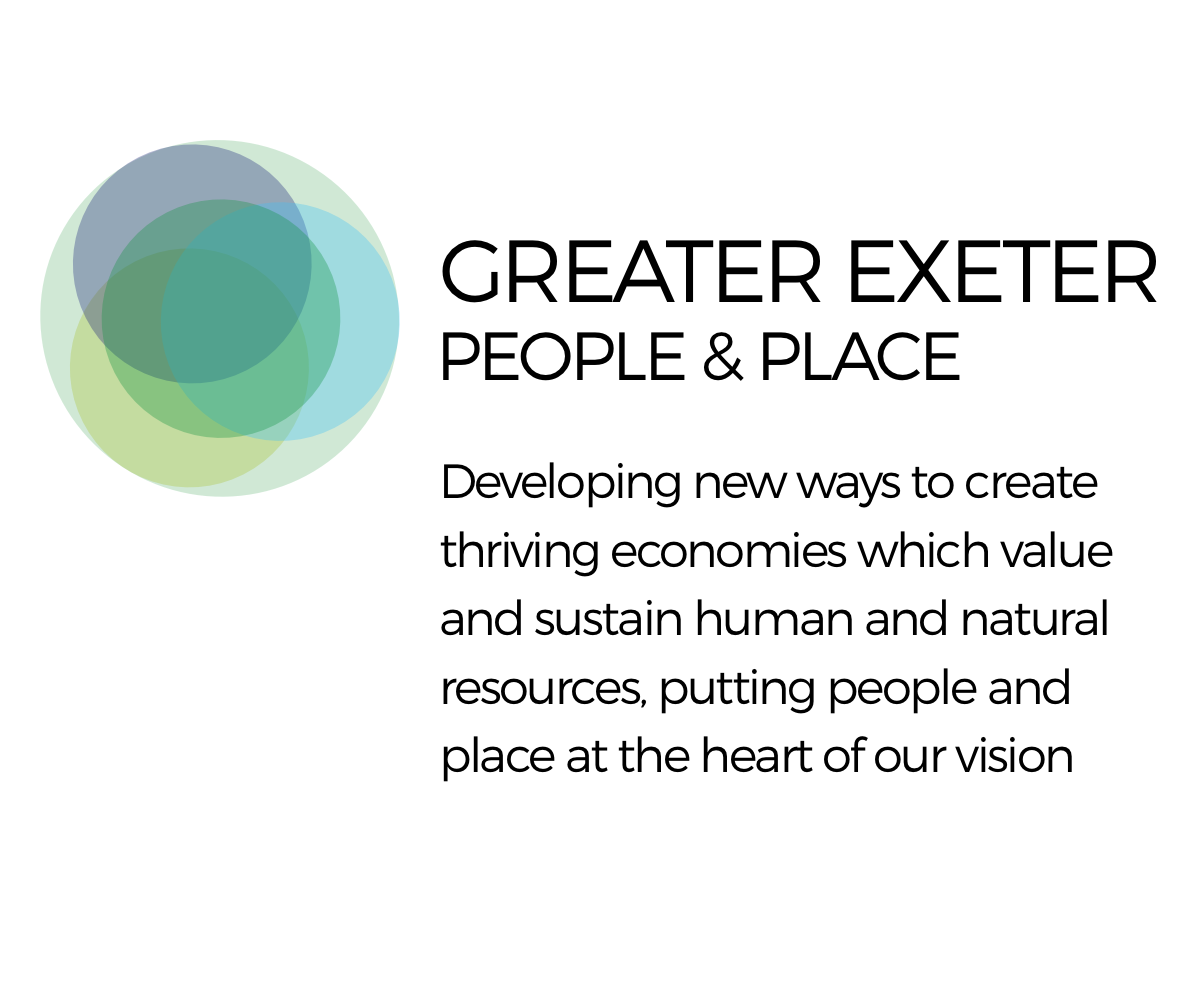 GREATER EXETER
PEOPLE & PLACE
Developing new ways to create
thriving economies which value
and sustain human and natural
resources, putting people and
place at the heart of our vision